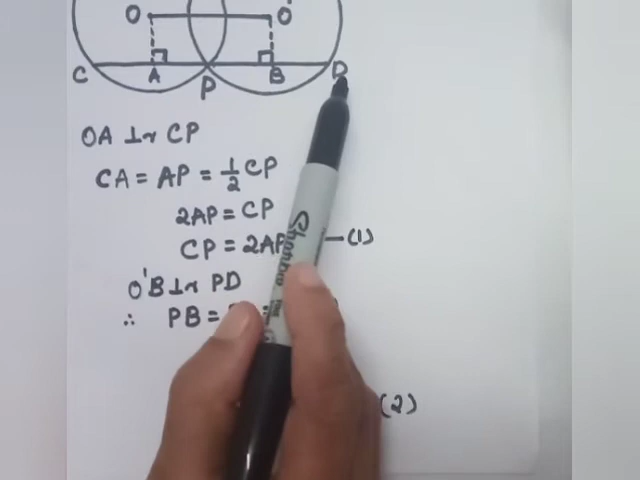 O O'
C A P B D
OA ⊥r CP
CA = AP = 1/2 CP
2AP = CP
CP = 2AP —(1)
O'B ⊥r PD
∴ PB =
(2)
Sharpie